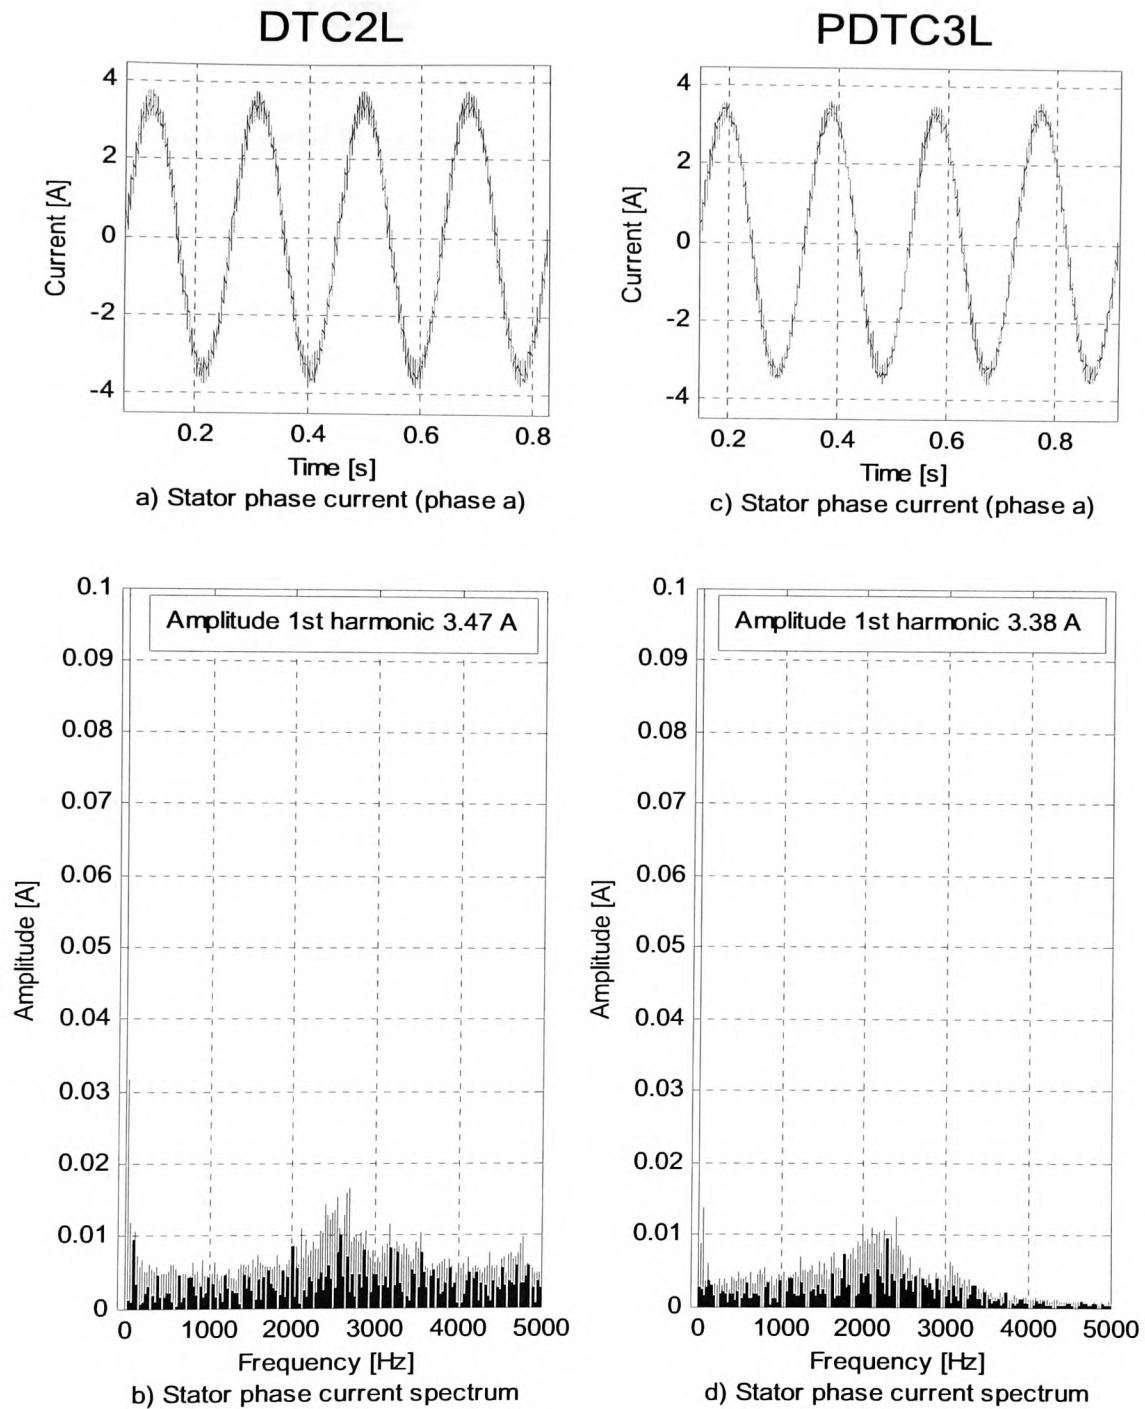 DTC2L
PDTC3L
4
2
0
-2
-4
Current [A]
0.2 0.4 0.6 0.8
Time [s]
a) Stator phase current (phase a)
4
2
0
-2
-4
Current [A]
0.2 0.4 0.6 0.8
Time [s]
c) Stator phase current (phase a)
0.1
0.09
0.08
0.07
0.06
0.05
0.04
0.03
0.02
0.01
0
Amplitude [A]
Amplitude 1st harmonic 3.47 A
0 1000 2000 3000 4000 5000
Frequency [Hz]
b) Stator phase current spectrum
0.1
0.09
0.08
0.07
0.06
0.05
0.04
0.03
0.02
0.01
0
Amplitude [A]
Amplitude 1st harmonic 3.38 A
0 1000 2000 3000 4000 5000
Frequency [Hz]
d) Stator phase current spectrum